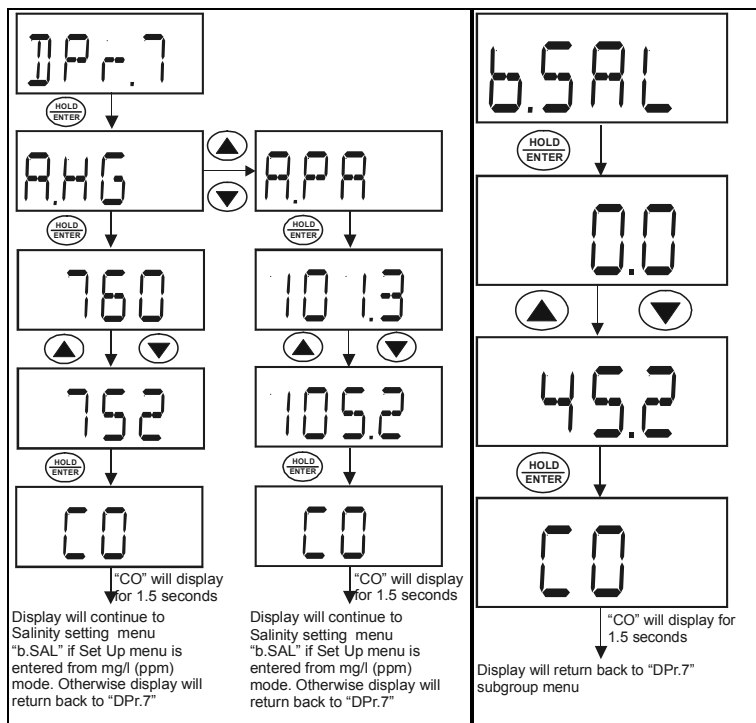 DPr.7
HOLD
ENTER
A.HG
HOLD
ENTER
760
752
HOLD
ENTER
CO
“CO” will display
for 1.5 seconds
Display will continue to
Salinity setting menu
“b.SAL” if Set Up menu is
entered from mg/l (ppm)
mode. Otherwise display will
return back to “DPr.7”
A.PA
HOLD
ENTER
101.3
105.2
HOLD
ENTER
CO
“CO” will display
for 1.5 seconds
Display will continue to
Salinity setting menu
“b.SAL” if Set Up menu is
entered from mg/l (ppm)
mode. Otherwise display will
return back to “DPr.7”
b.SAL
HOLD
ENTER
0.0
45.2
HOLD
ENTER
CO
“CO” will display for
1.5 seconds
Display will return back to “DPr.7”
subgroup menu